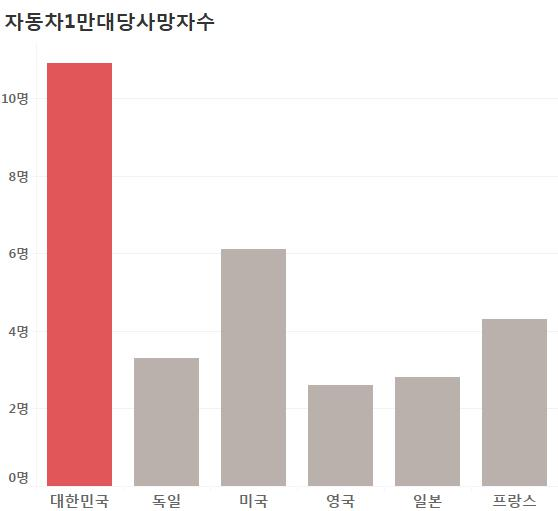 자동차1만대당사망자수
10명
8명
6명
4명
2명
0명
대한민국 독일 미국 영국 일본 프랑스